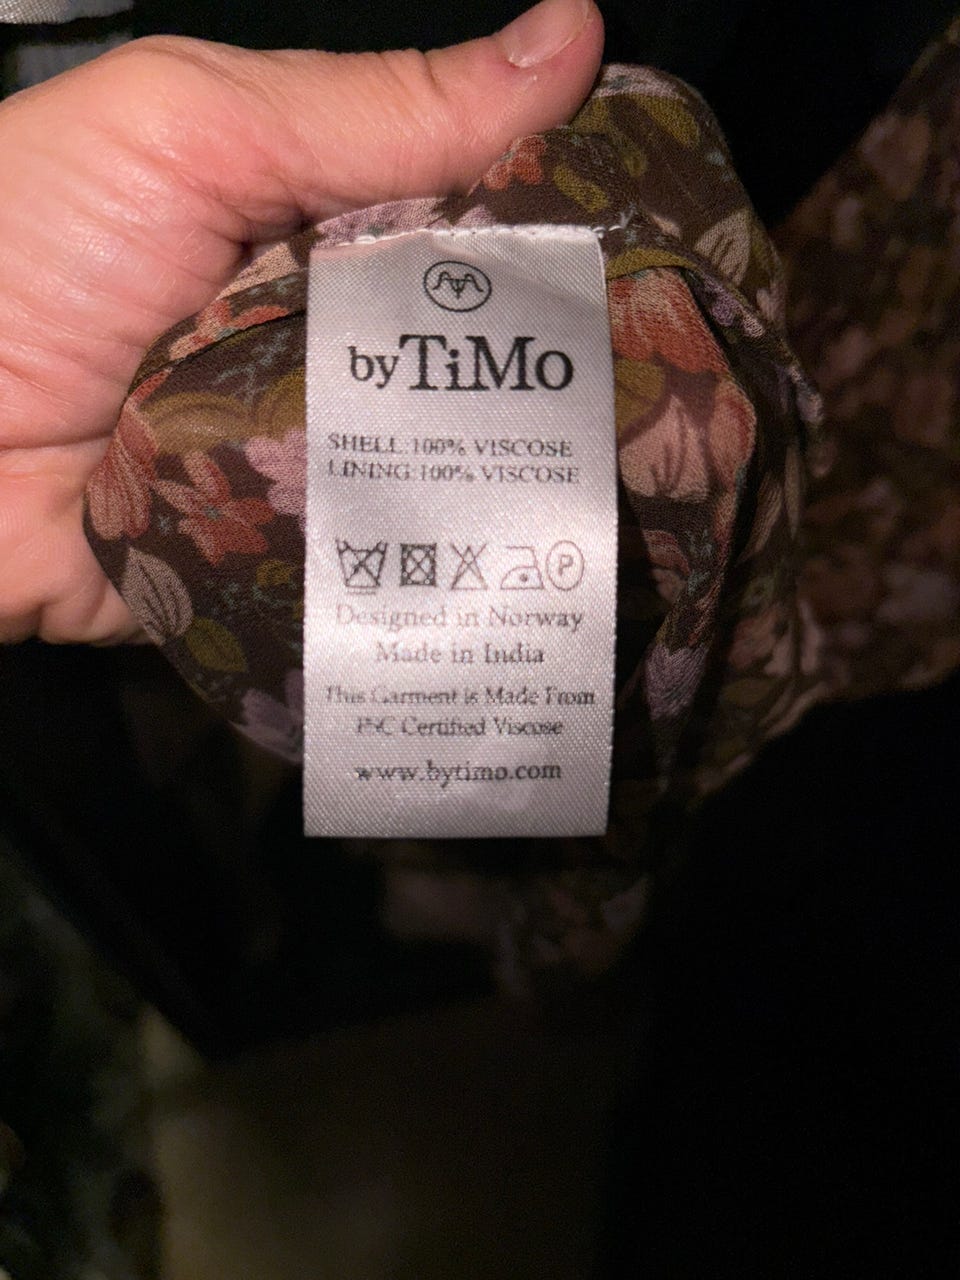 byTiMo
SHELL:100% VISCOSE
LINING:100% VISCOSE
P
Designed in Norway
Made in India
This Garment is Made From
Certified Viscose
www.bytimo.com